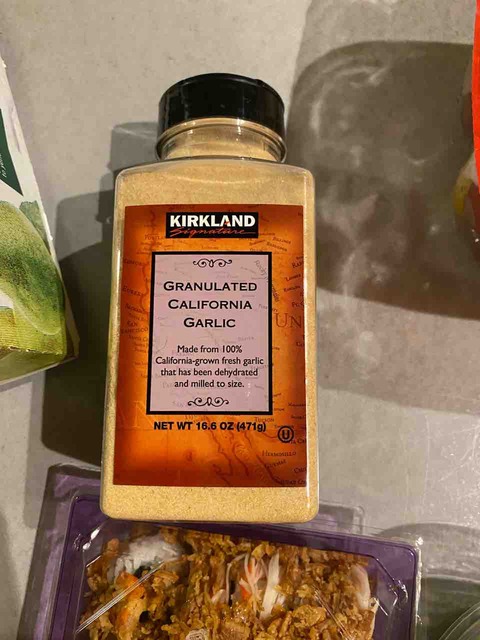 KIRKLAND
Signature
GRANULATED
CALIFORNIA
GARLIC
Made from 100%
California-grown fresh garlic
that has been dehydrated
and milled to size.
NET WT 16.6 OZ (471g)
U